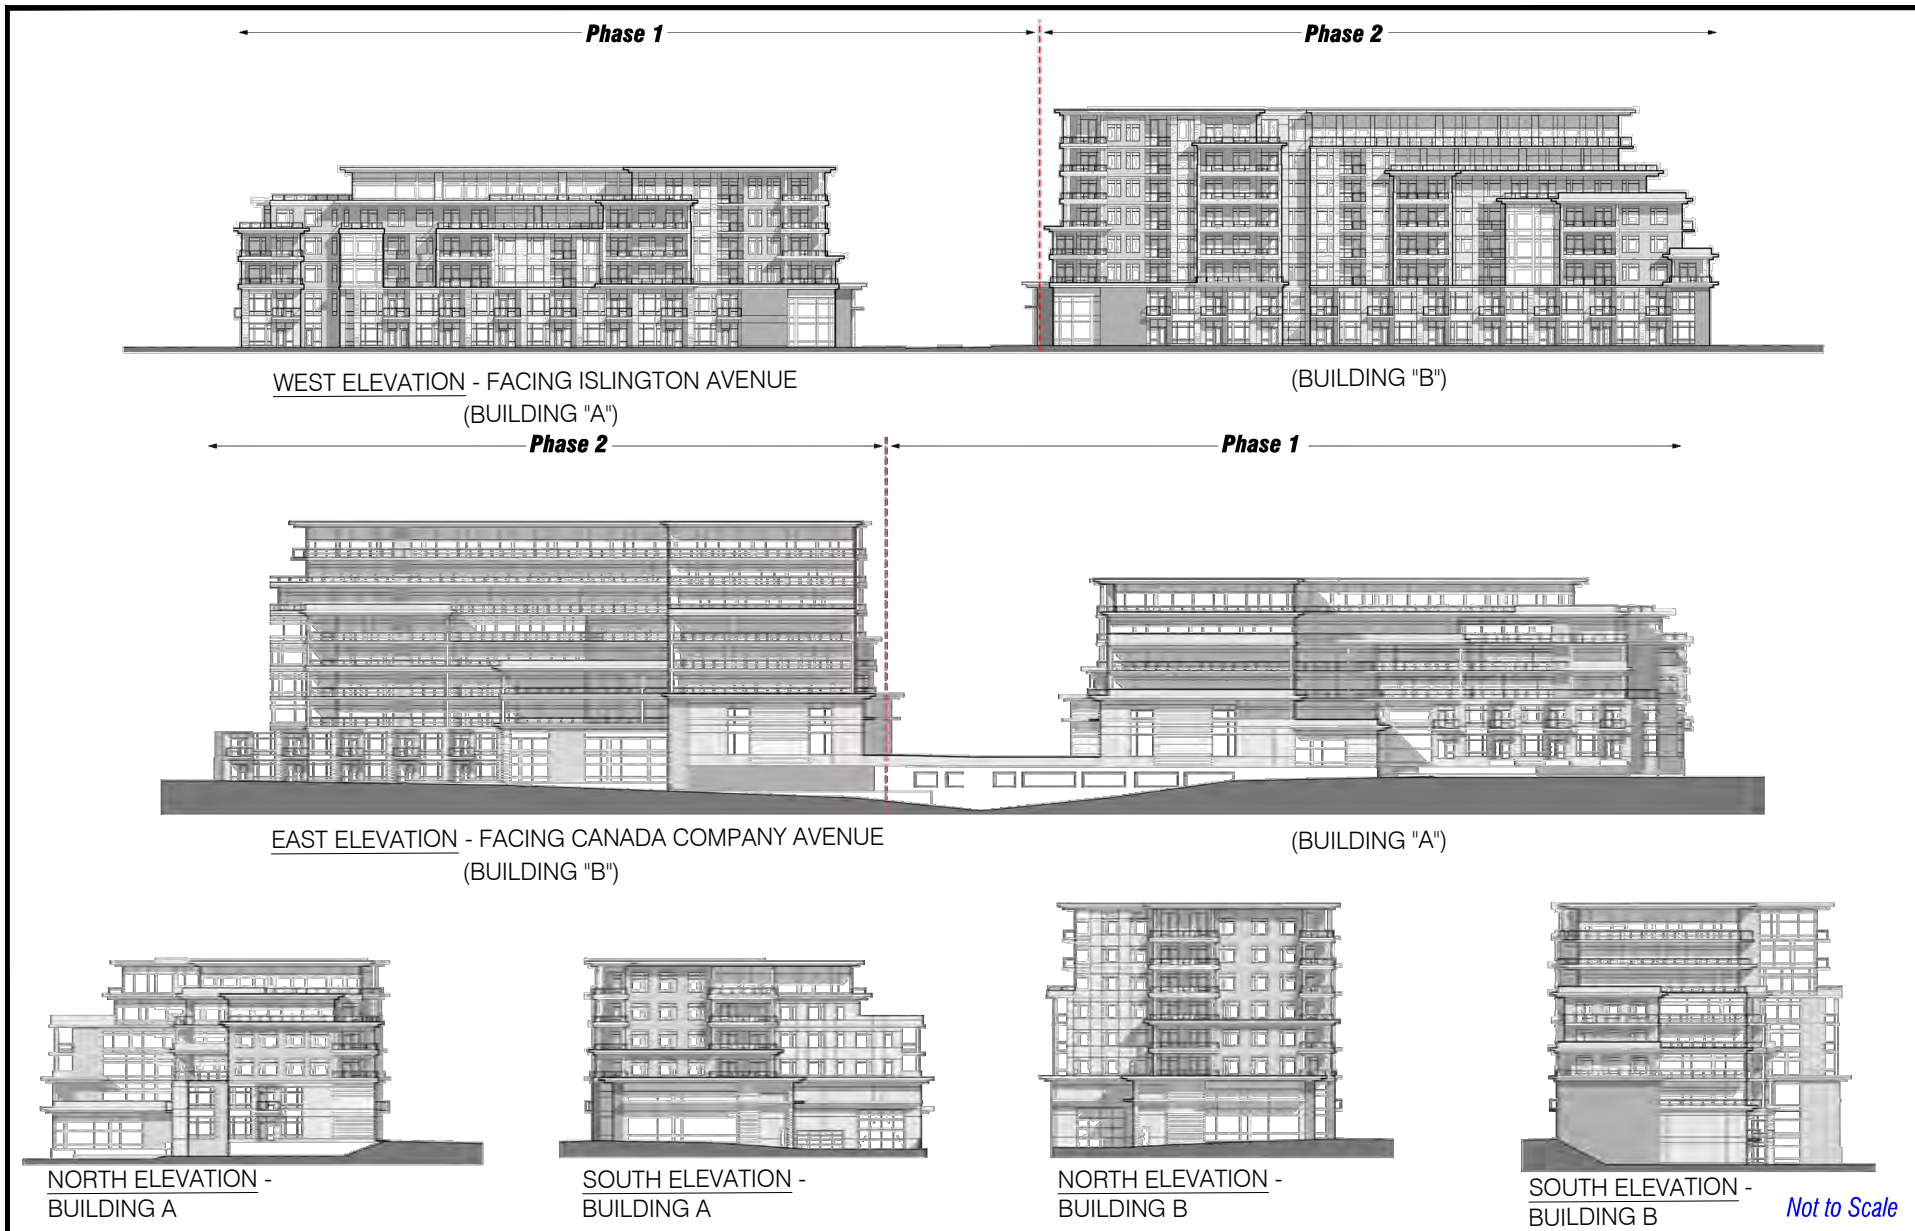 Phase 1
Phase 2
WEST ELEVATION - FACING ISLINGTON AVENUE
(BUILDING "A")
(BUILDING "B")
Phase 2
Phase 1
EAST ELEVATION - FACING CANADA COMPANY AVENUE
(BUILDING "B")
(BUILDING "A")
NORTH ELEVATION -
BUILDING A
SOUTH ELEVATION -
BUILDING A
NORTH ELEVATION -
BUILDING B
SOUTH ELEVATION -
BUILDING B
Not to Scale